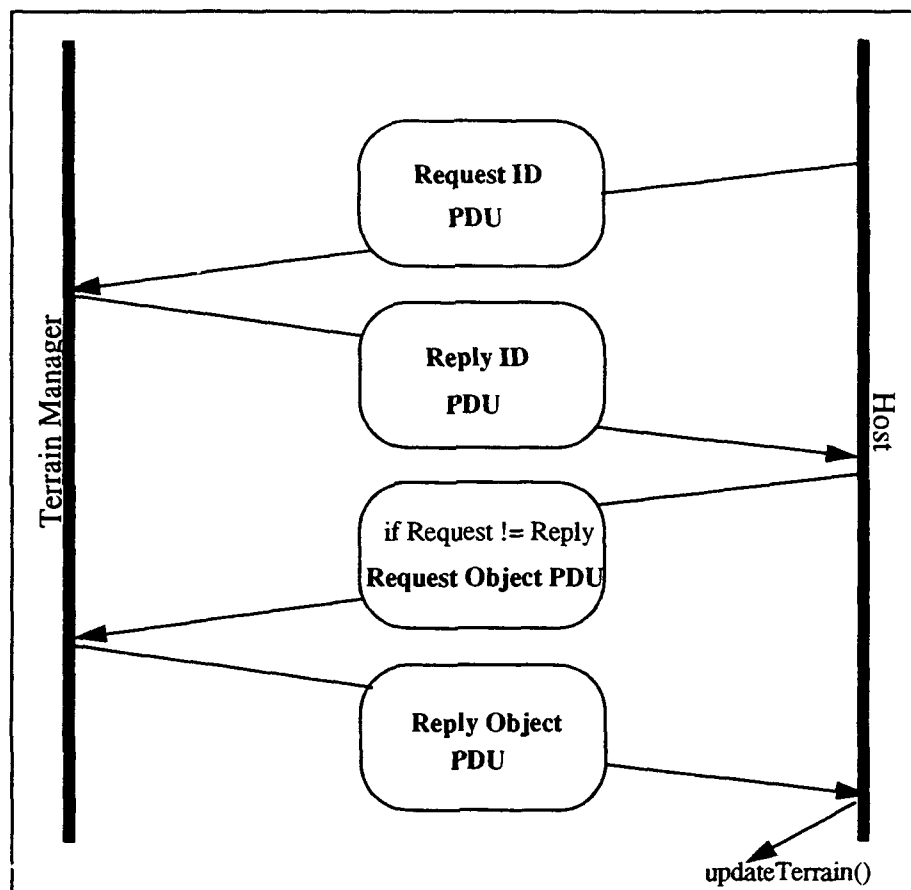 Request ID
PDU
Reply ID
PDU
Terrain Manager
Host
if Request != Reply
Request Object PDU
Reply Object
PDU
updateTerrain()